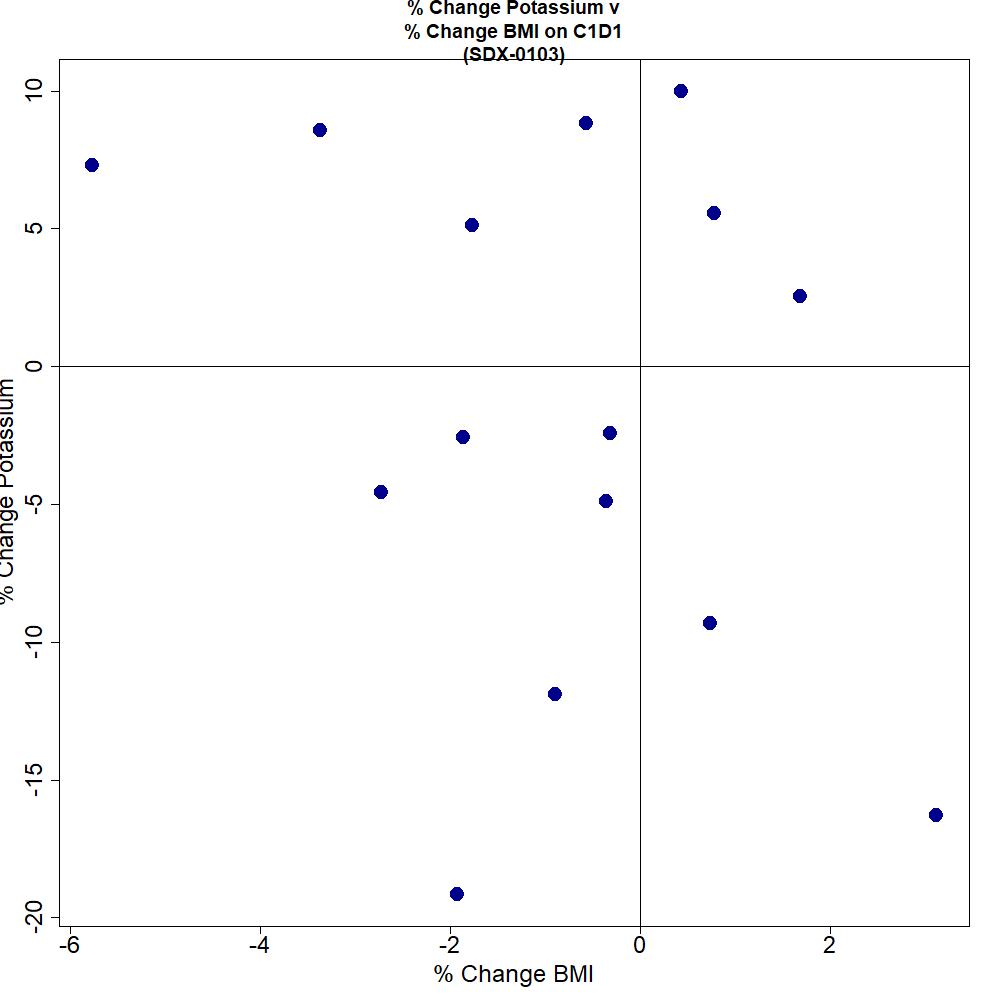 % Change Potassium v
% Change BMI on C1D1
(SDX-0103)
10
5
0
-5
-10
-15
-20
% Change Potassium
-6
-4
-2
0
2
% Change BMI